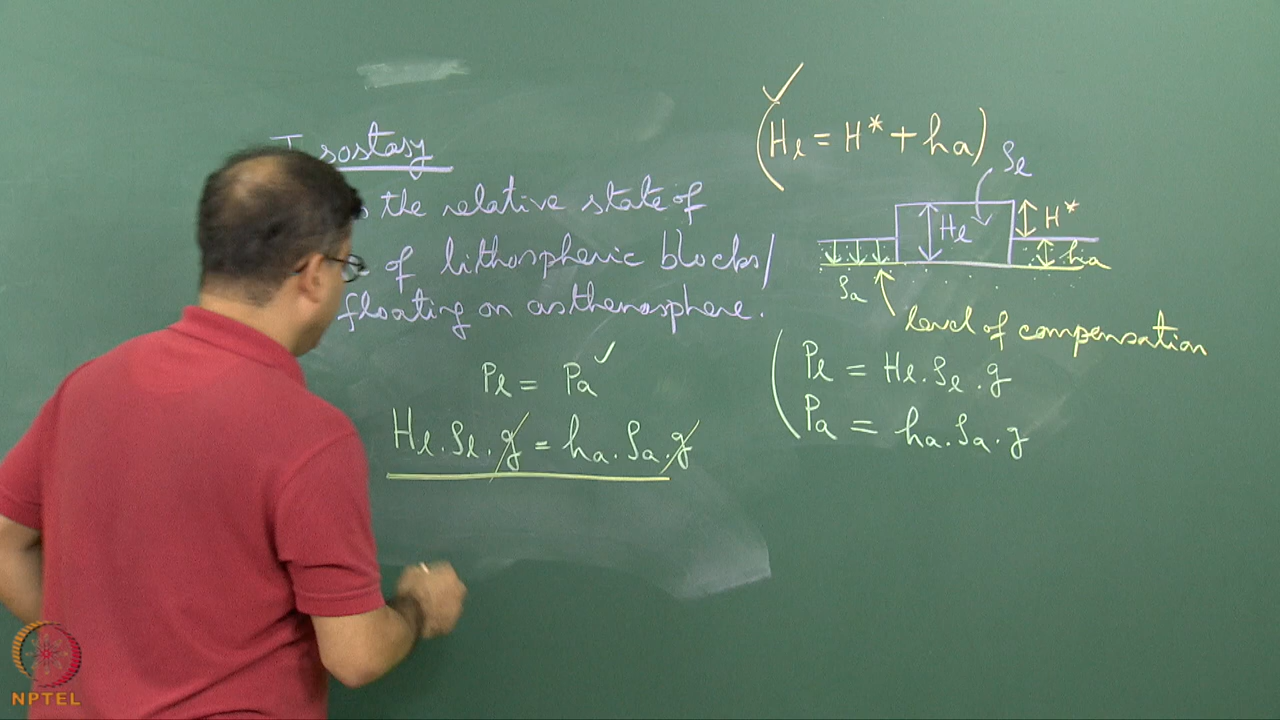 sostasy
the relative state of
of lithospheric blocks/
floating on asthenosphere.
Pℓ = Pa ✓
Hℓ.ρℓ.g = ha.ρa.g
✓
(Hℓ = H* + ha)
ρℓ
Hℓ
H*
ha
ρa
level of compensation
Pℓ = Hℓ.ρℓ.g
Pa = ha.ρa.g
NPTEL